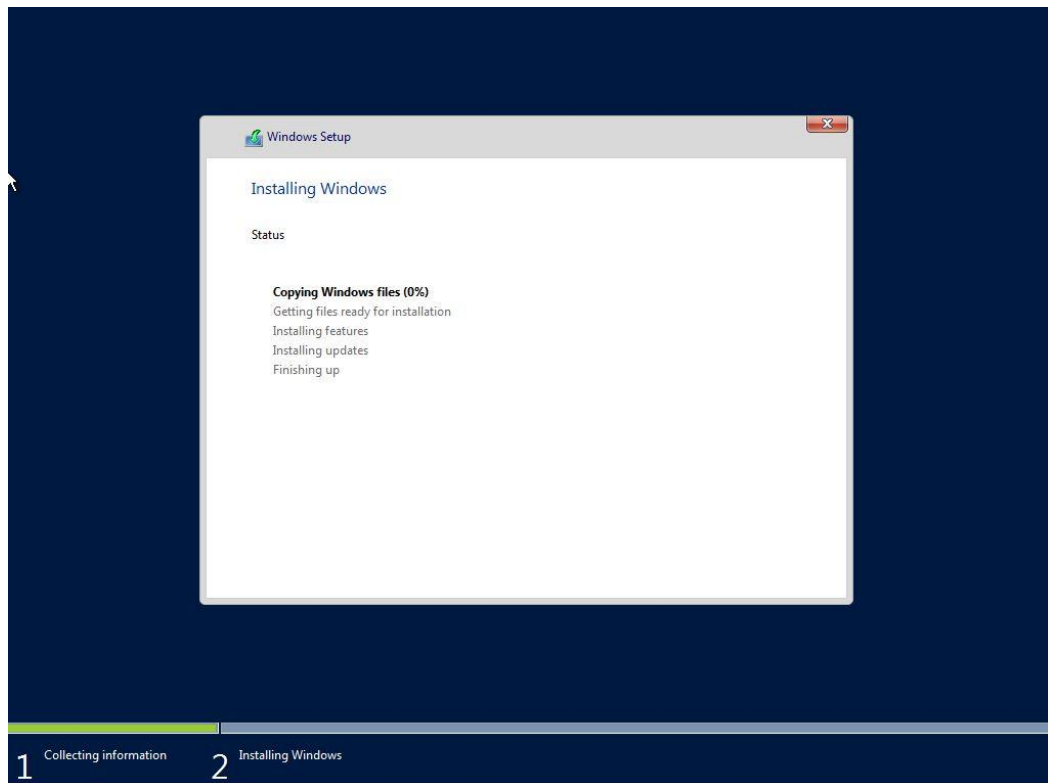 Windows Setup
Installing Windows
Status
Copying Windows files (0%)
Getting files ready for installation
Installing features
Installing updates
Finishing up
1 Collecting information 2 Installing Windows